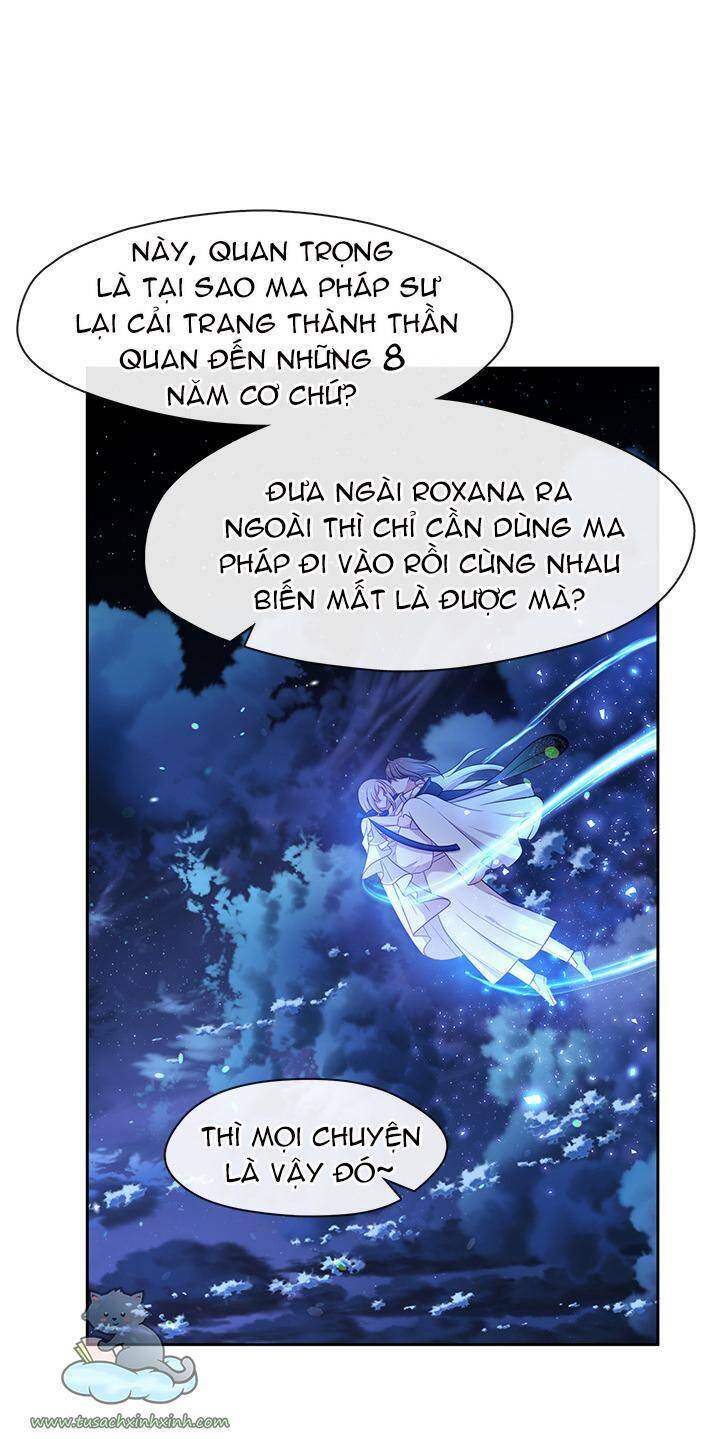 NÀY, QUAN TRỌNG
LÀ TẠI SAO MA PHÁP SƯ
LẠI CẢI TRANG THÀNH THẦN
QUAN ĐẾN NHỮNG 8
NĂM CƠ CHỨ?
ĐƯA NGÀI ROXANA RA
NGOÀI THÌ CHỈ CẦN DÙNG MA
PHÁP ĐI VÀO RỒI CÙNG NHAU
BIẾN MẤT LÀ ĐƯỢC MÀ?
THÌ MỌI CHUYỆN
LÀ VẬY ĐÓ~
www.tusachxinhxinh.com